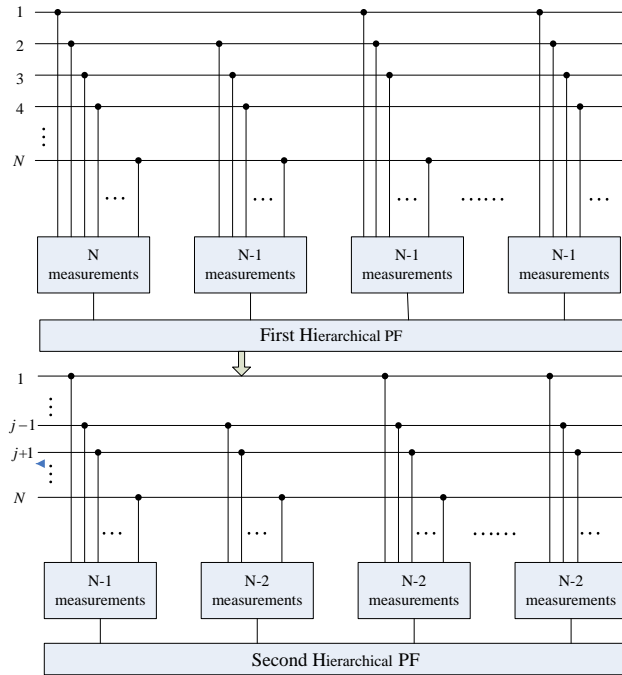 1
2
3
4
⋮
N
... ... ... ...... ...
N measurements
N-1 measurements
N-1 measurements
N-1 measurements
First Hierarchical PF
1
⋮
j−1
j+1
⋮
N
... ... ... ...... ...
N-1 measurements
N-2 measurements
N-2 measurements
N-2 measurements
Second Hierarchical PF